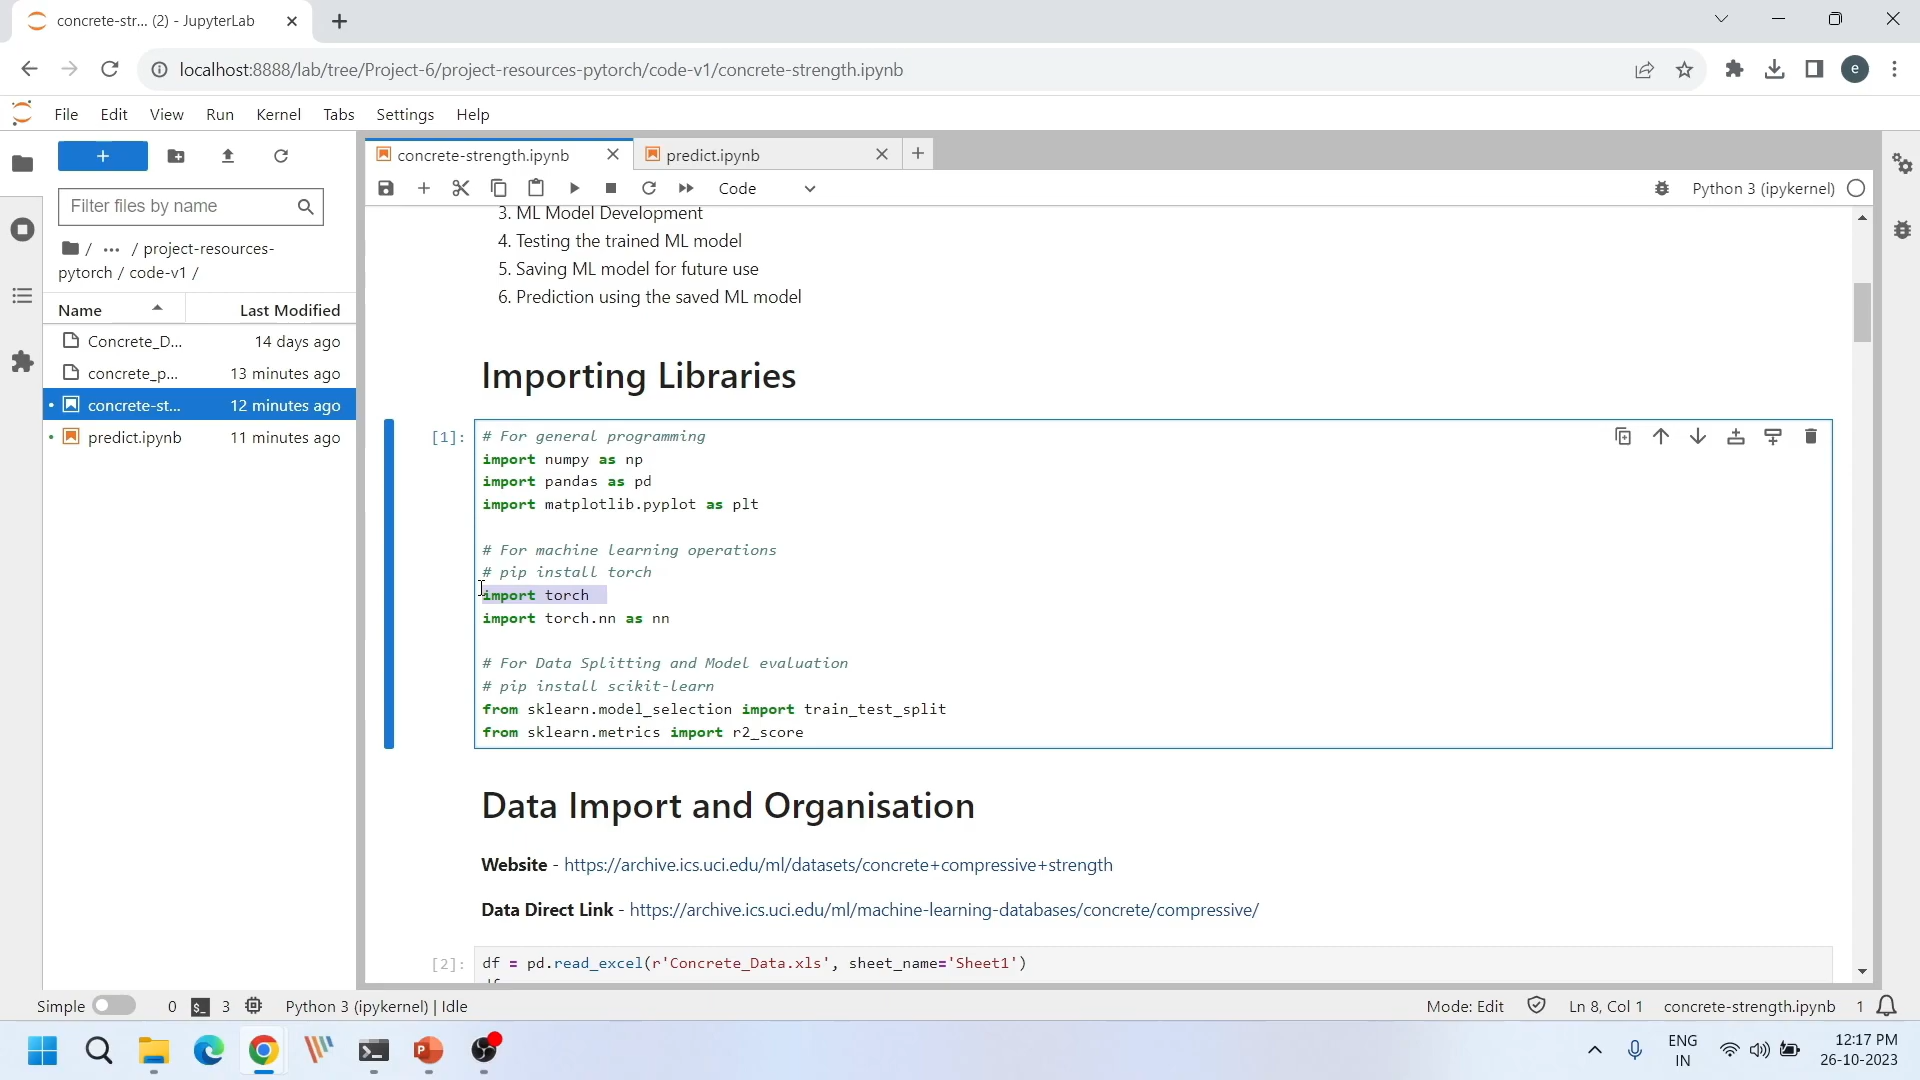 concrete-str... (2) - JupyterLab
localhost:8888/lab/tree/Project-6/project-resources-pytorch/code-v1/concrete-strength.ipynb
e
File Edit View Run Kernel Tabs Settings Help
concrete-strength.ipynb
predict.ipynb
Code
Python 3 (ipykernel)
Filter files by name
/ ... / project-resources-
pytorch / code-v1 /
Name Last Modified
Concrete_D... 14 days ago
concrete_p... 13 minutes ago
concrete-st... 12 minutes ago
predict.ipynb 11 minutes ago
3. ML Model Development
4. Testing the trained ML model
5. Saving ML model for future use
6. Prediction using the saved ML model
Importing Libraries
[1]:
# For general programming
import numpy as np
import pandas as pd
import matplotlib.pyplot as plt
# For machine learning operations
# pip install torch
import torch
import torch.nn as nn
# For Data Splitting and Model evaluation
# pip install scikit-learn
from sklearn.model_selection import train_test_split
from sklearn.metrics import r2_score
Data Import and Organisation
Website - https://archive.ics.uci.edu/ml/datasets/concrete+compressive+strength
Data Direct Link - https://archive.ics.uci.edu/ml/machine-learning-databases/concrete/compressive/
[2]:
df = pd.read_excel(r'Concrete_Data.xls', sheet_name='Sheet1')
Simple 0 3 Python 3 (ipykernel) | Idle Mode: Edit Ln 8, Col 1 concrete-strength.ipynb 1
ENG
IN
12:17 PM
26-10-2023